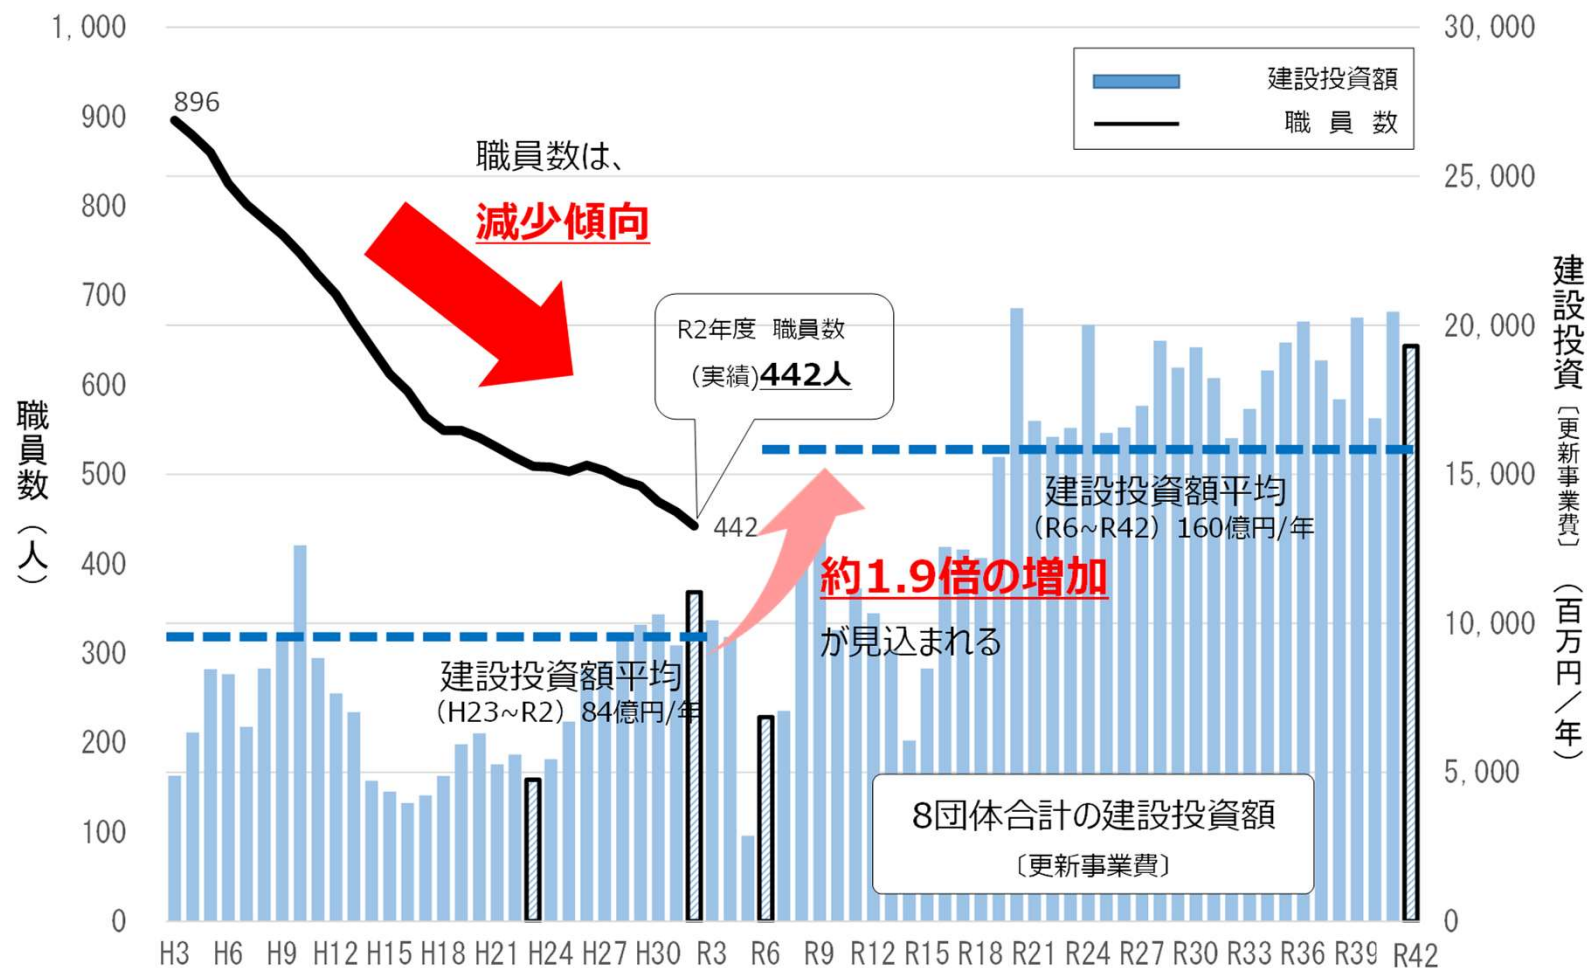 1,000
900
800
700
600
500
400
300
200
100
0
職員数（人）
30,000
25,000
20,000
15,000
10,000
5,000
0
建設投資〔更新事業費〕（百万円／年）
建設投資額
職 員 数
896
職員数は、
減少傾向
R2年度 職員数
(実績)442人
442
建設投資額平均
（R6~R42）160億円/年
約1.9倍の増加
が見込まれる
建設投資額平均
（H23~R2）84億円/年
8団体合計の建設投資額
〔更新事業費〕
H3 H6 H9 H12 H15 H18 H21 H24 H27 H30 R3 R6 R9 R12 R15 R18 R21 R24 R27 R30 R33 R36 R39 R42